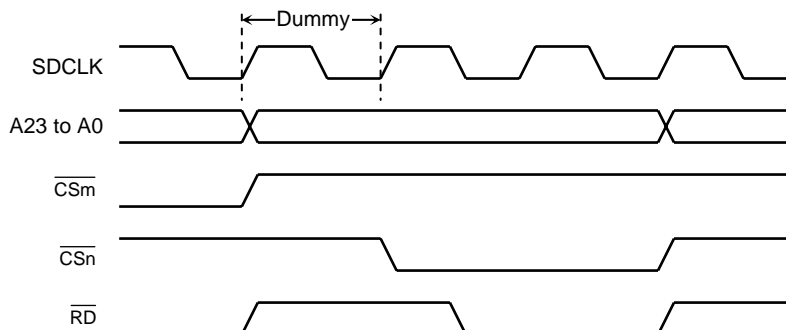 Dummy
SDCLK
A23 to A0
CSm
CSn
RD